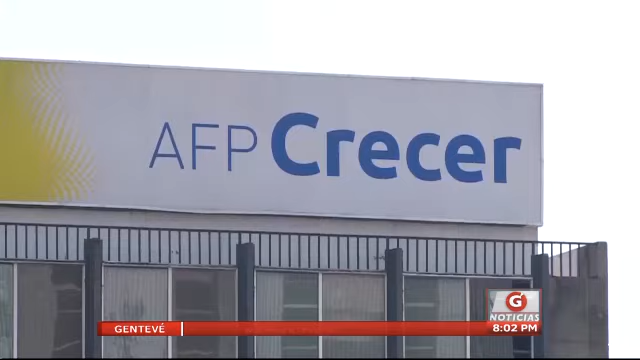 AFP Crecer
G
NOTICIAS
GENTEVÉ
8:02 PM